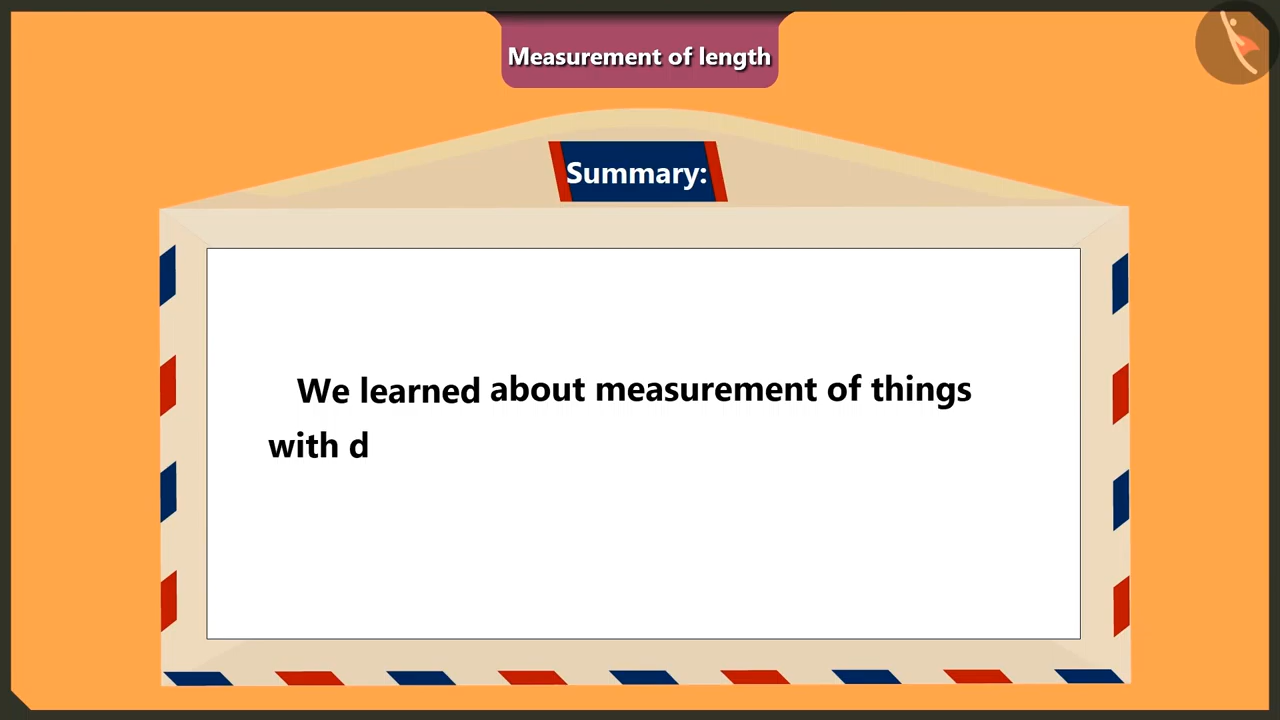 Measurement of length
Summary:
We learned about measurement of things
with d